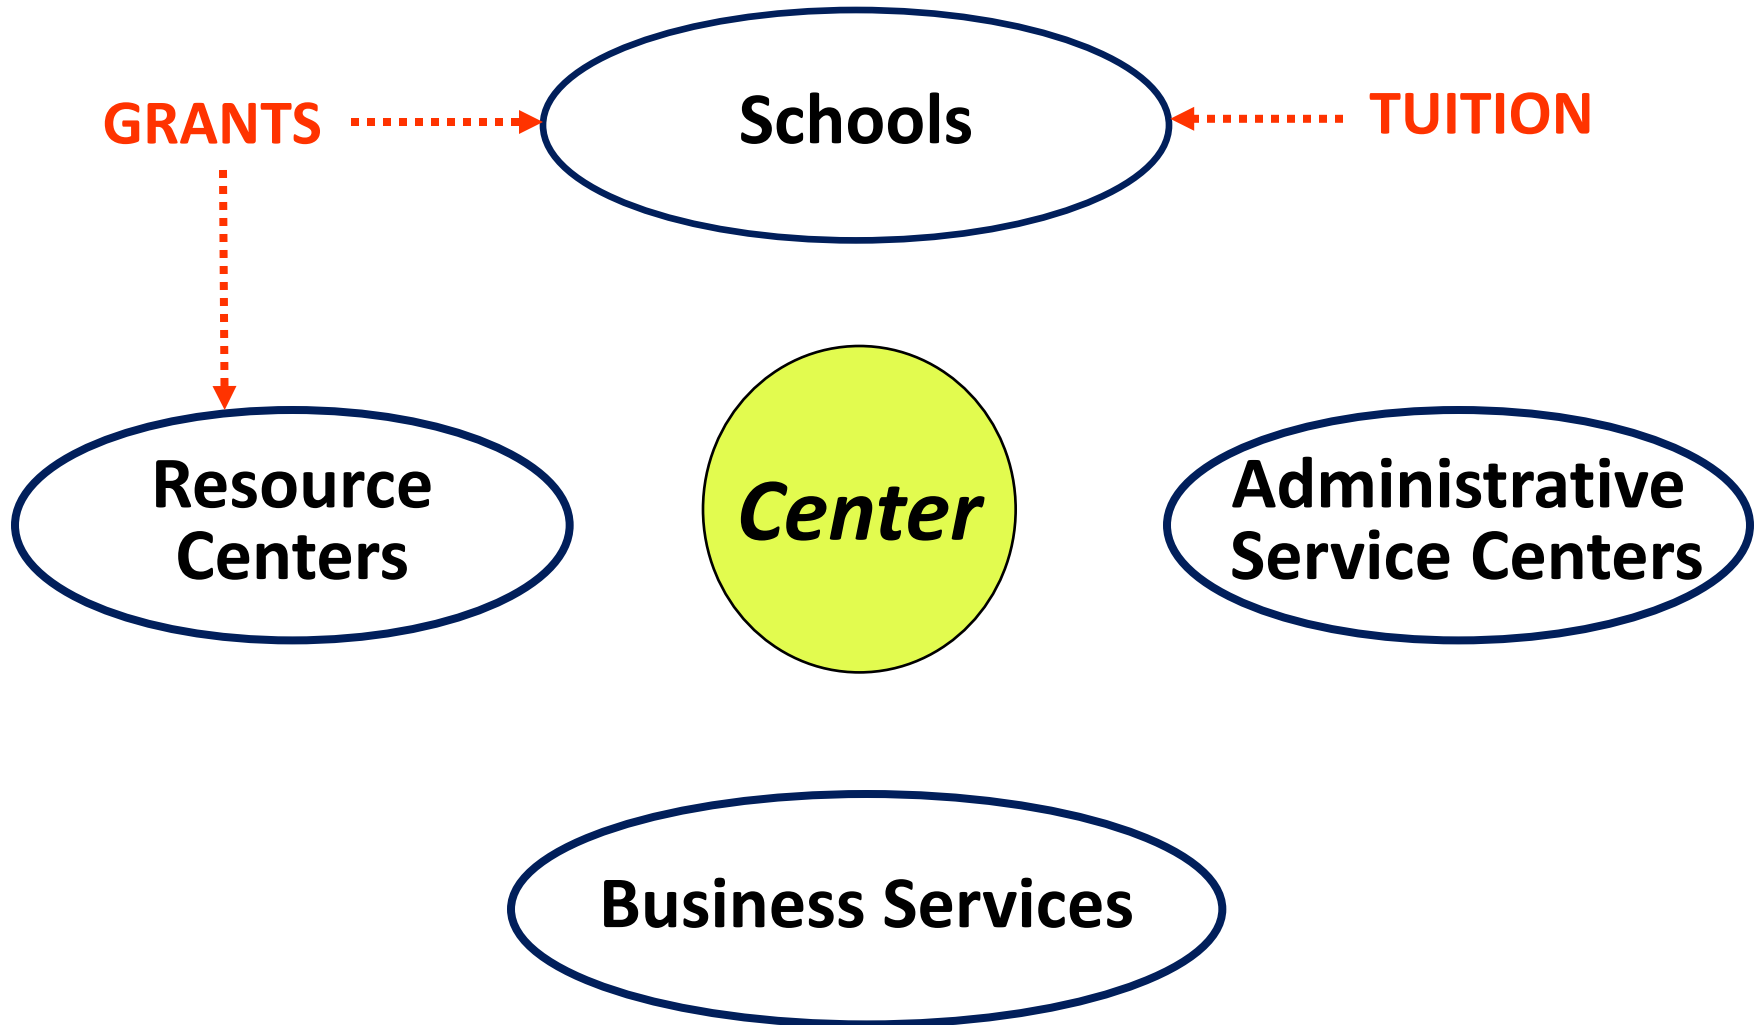 GRANTS
Schools
TUITION
Resource
Centers
Center
Administrative
Service Centers
Business Services